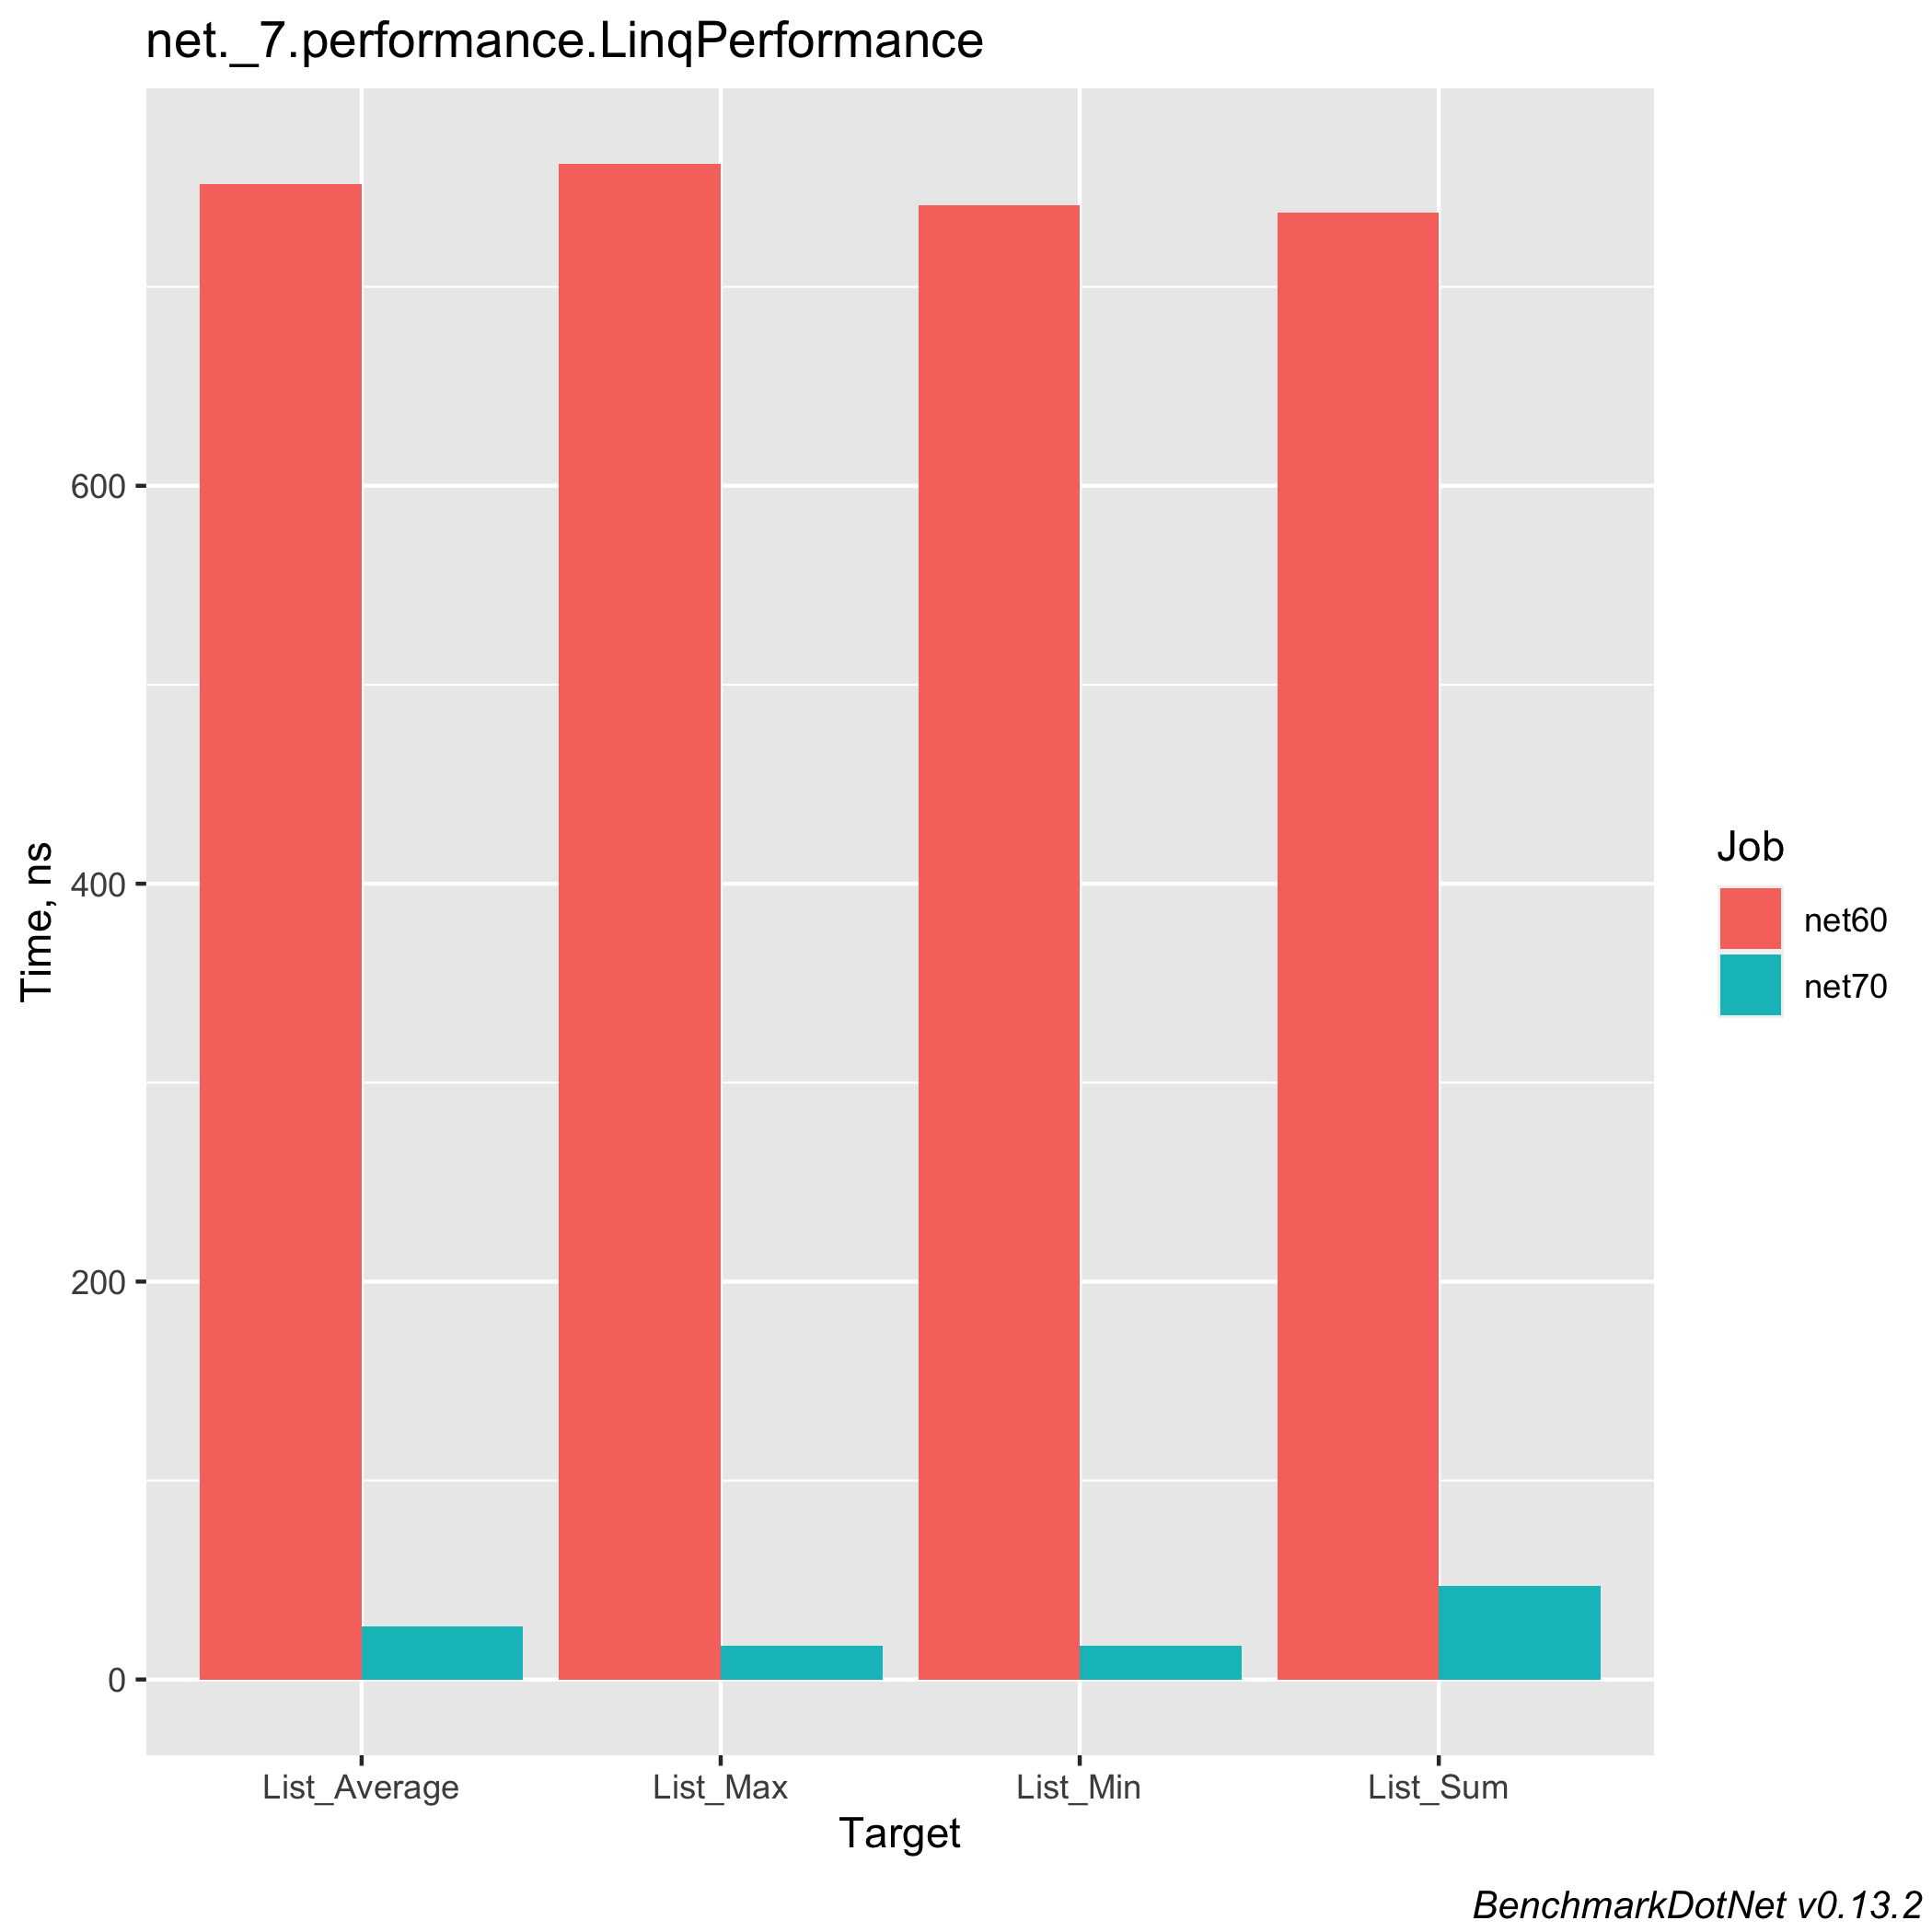 net._7.performance.LinqPerformance
Time, ns
600
400
200
0
List_Average List_Max List_Min List_Sum
Target
Job
net60
net70
BenchmarkDotNet v0.13.2